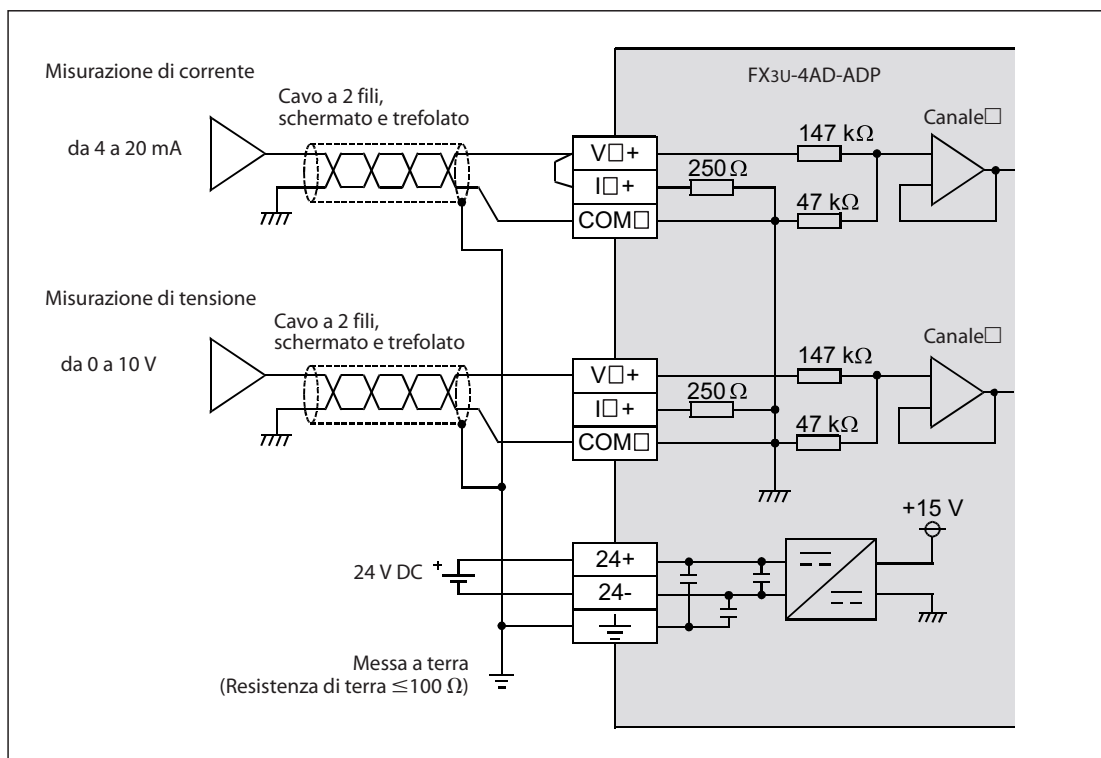 FX3U-4AD-ADP
Misurazione di corrente
Cavo a 2 fili,
schermato e trefolato
da 4 a 20 mA
V□+
I□+
COM□
250 Ω
147 kΩ
47 kΩ
Canale□
Misurazione di tensione
Cavo a 2 fili,
schermato e trefolato
da 0 a 10 V
V□+
I□+
COM□
250 Ω
147 kΩ
47 kΩ
Canale□
+15 V
24 V DC
+
24+
24-
Messa a terra
(Resistenza di terra ≤100 Ω)